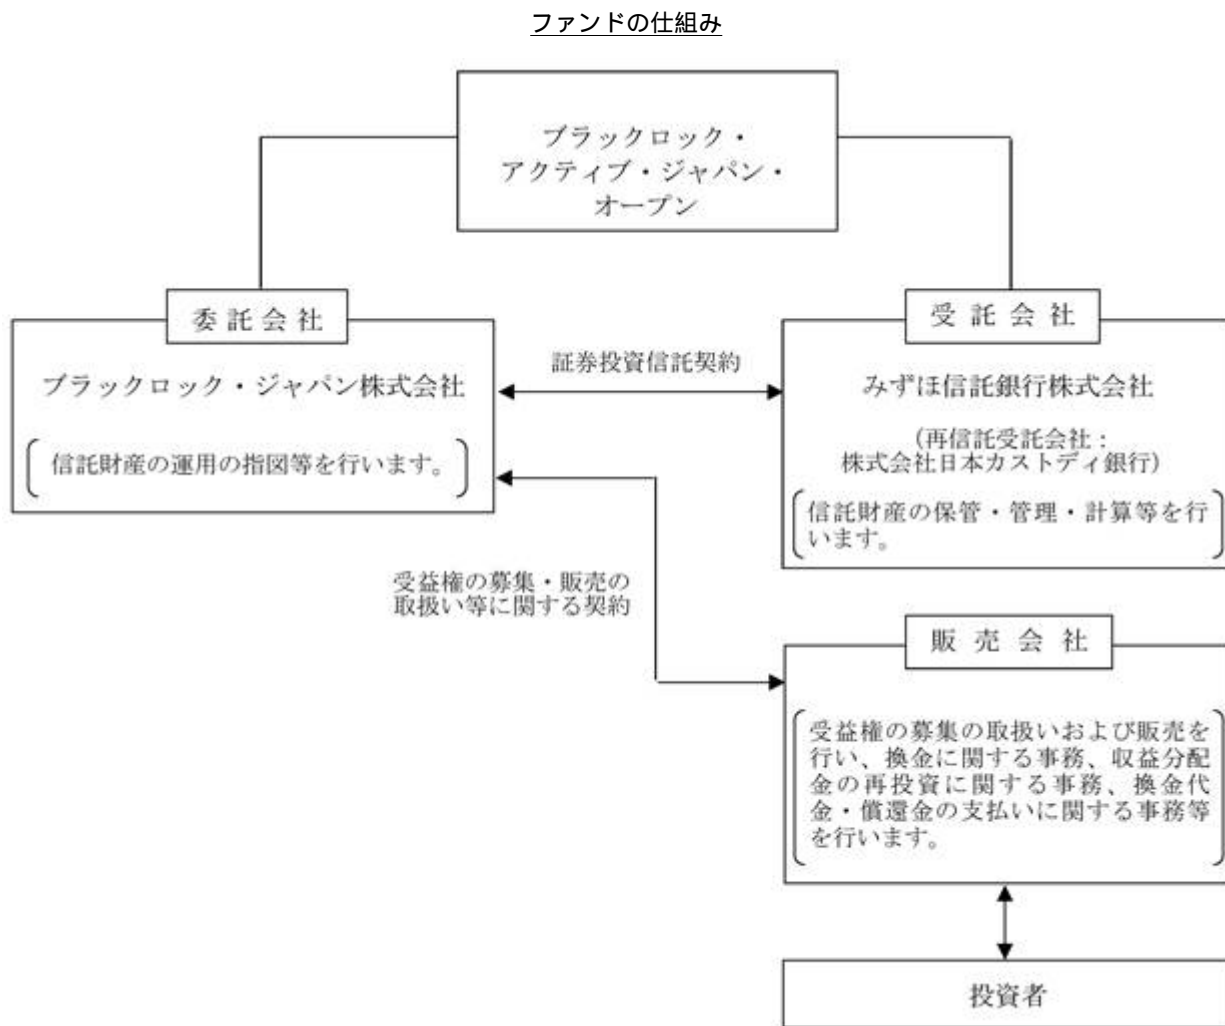 ファンドの仕組み
ブラックロック・
アクティブ・ジャパン・
オープン
委託会社
ブラックロック・ジャパン株式会社
信託財産の運用の指図等を行います。
証券投資信託契約
受託会社
みずほ信託銀行株式会社
（再信託受託会社：
株式会社日本カストディ銀行）
信託財産の保管・管理・計算等を行
います。
受益権の募集・販売の
取扱い等に関する契約
販売会社
受益権の募集の取扱いおよび販売を
行い、換金に関する事務、収益分配
金の再投資に関する事務、換金代
金・償還金の支払いに関する事務等
を行います。
投資者